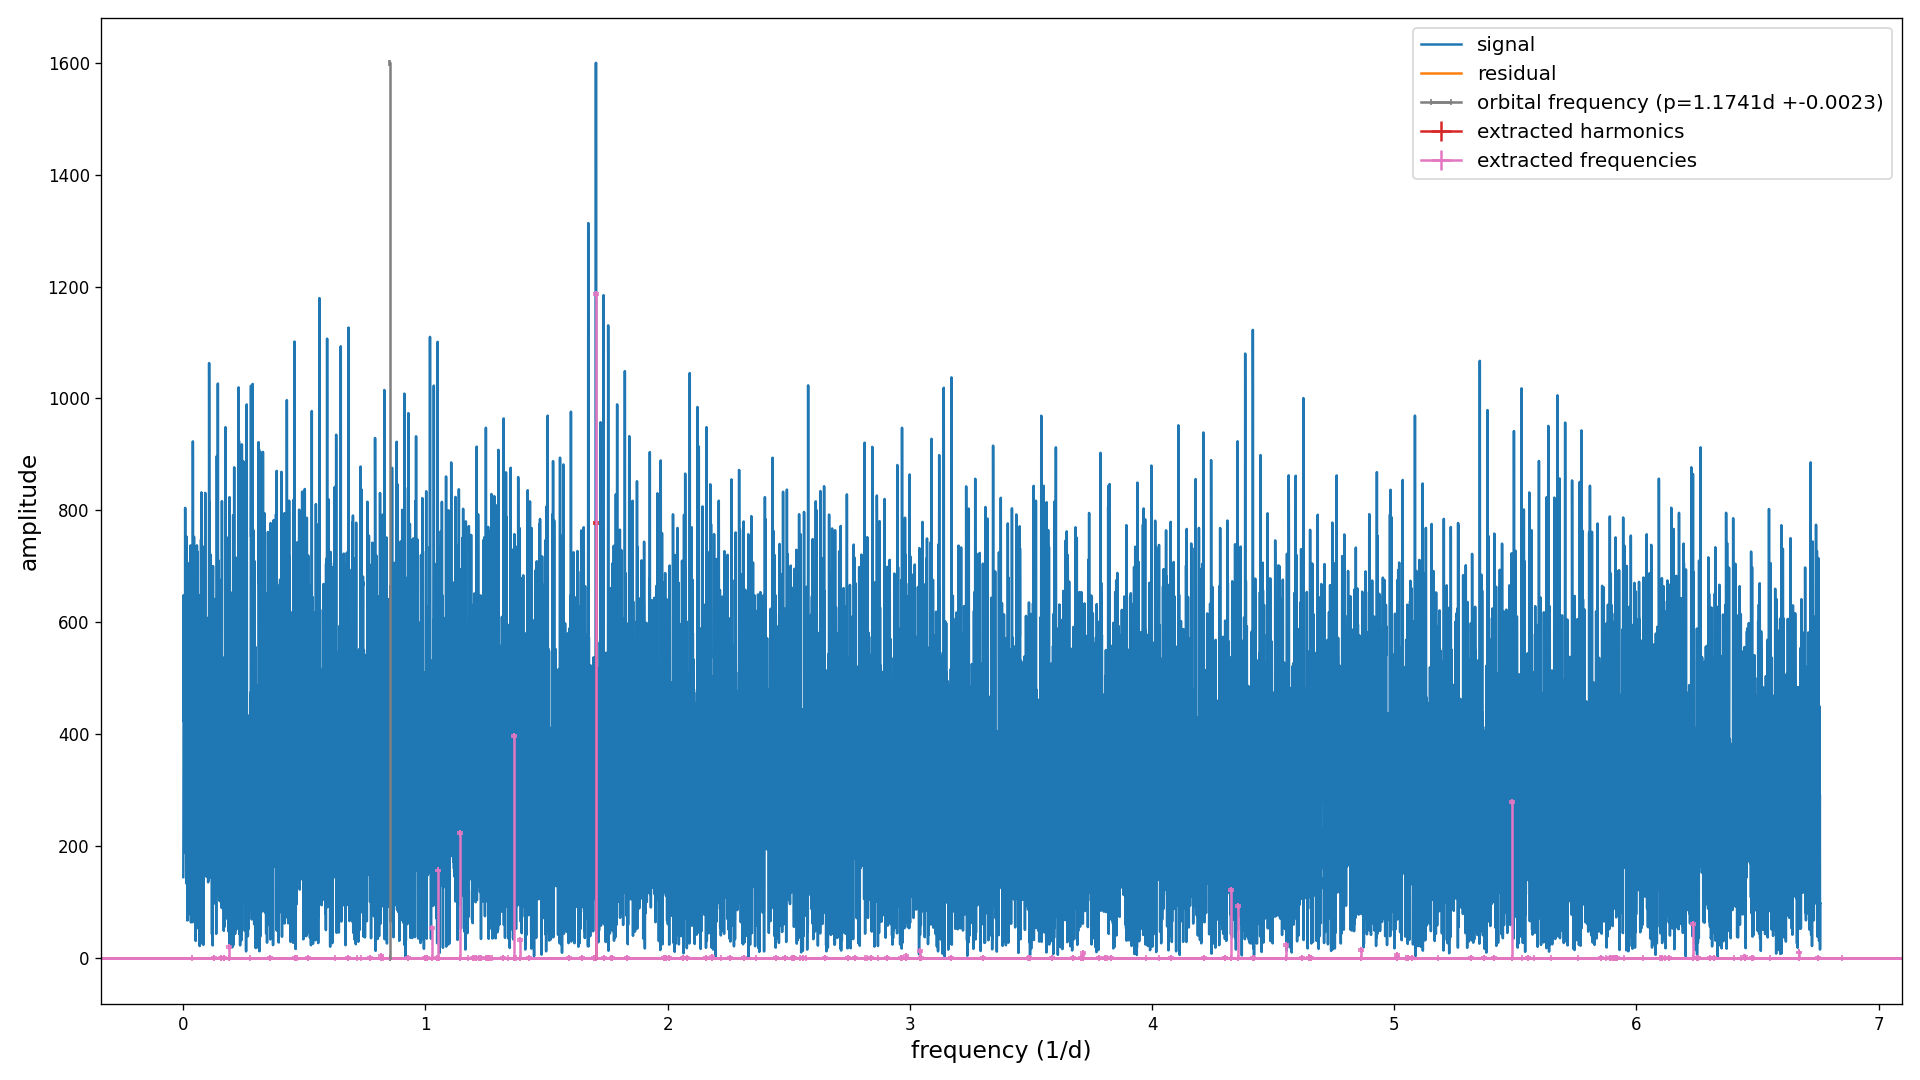 signal
residual
orbital frequency (p=1.1741d +-0.0023)
extracted harmonics
extracted frequencies
1600
1400
1200
1000
800
600
400
200
0
amplitude
0 1 2 3 4 5 6 7
frequency (1/d)